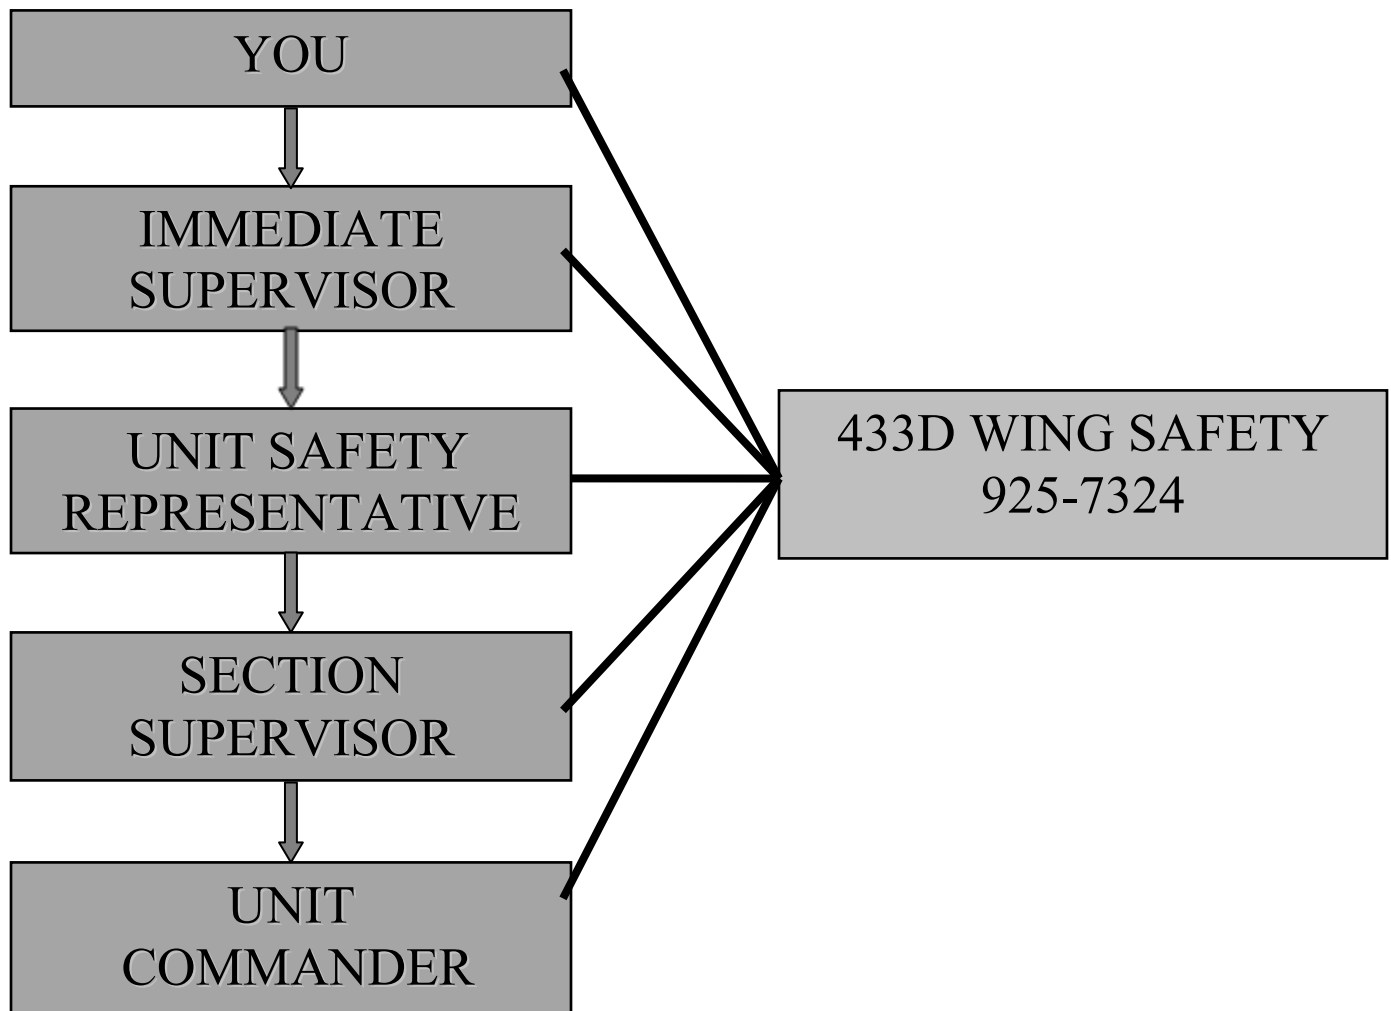 YOU
IMMEDIATE
SUPERVISOR
UNIT SAFETY
REPRESENTATIVE
SECTION
SUPERVISOR
UNIT
COMMANDER
433D WING SAFETY
925-7324